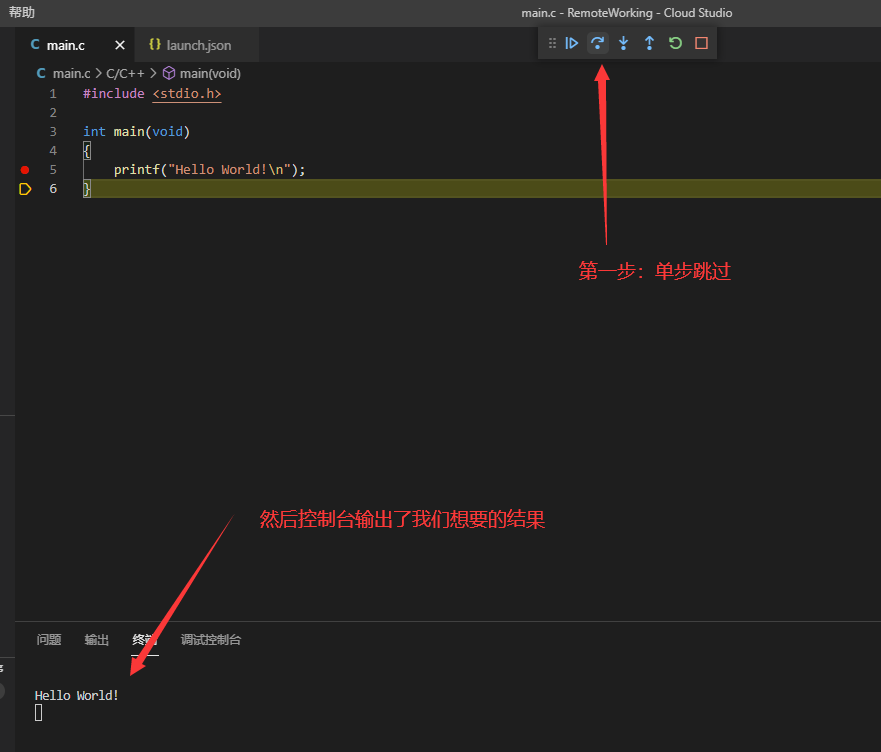 帮助
main.c - RemoteWorking - Cloud Studio
C main.c × {} launch.json
C main.c > C/C++ > main(void)
1 #include <stdio.h>
2
3 int main(void)
4 {
5 printf("Hello World!\n");
6 }
第一步：单步跳过
然后控制台输出了我们想要的结果
问题 输出 终端 调试控制台
Hello World!